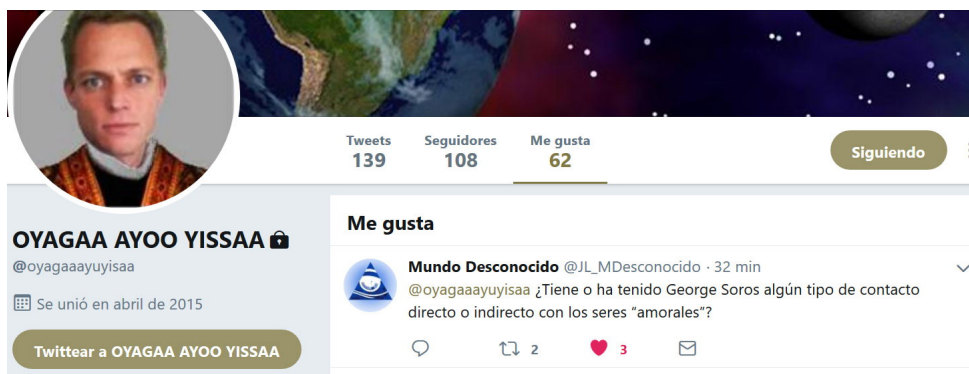 Tweets
139
Seguidores
108
Me gusta
62
Siguiendo
OYAGAA AYOO YISSAA
@oyagaaayuyisaa
Se unió en abril de 2015
Twittear a OYAGAA AYOO YISSAA
Me gusta
Mundo Desconocido @JL_MDesconocido · 32 min
@oyagaaayuyisaa ¿Tiene o ha tenido George Soros algún tipo de contacto
directo o indirecto con los seres “amorales”?
2
3